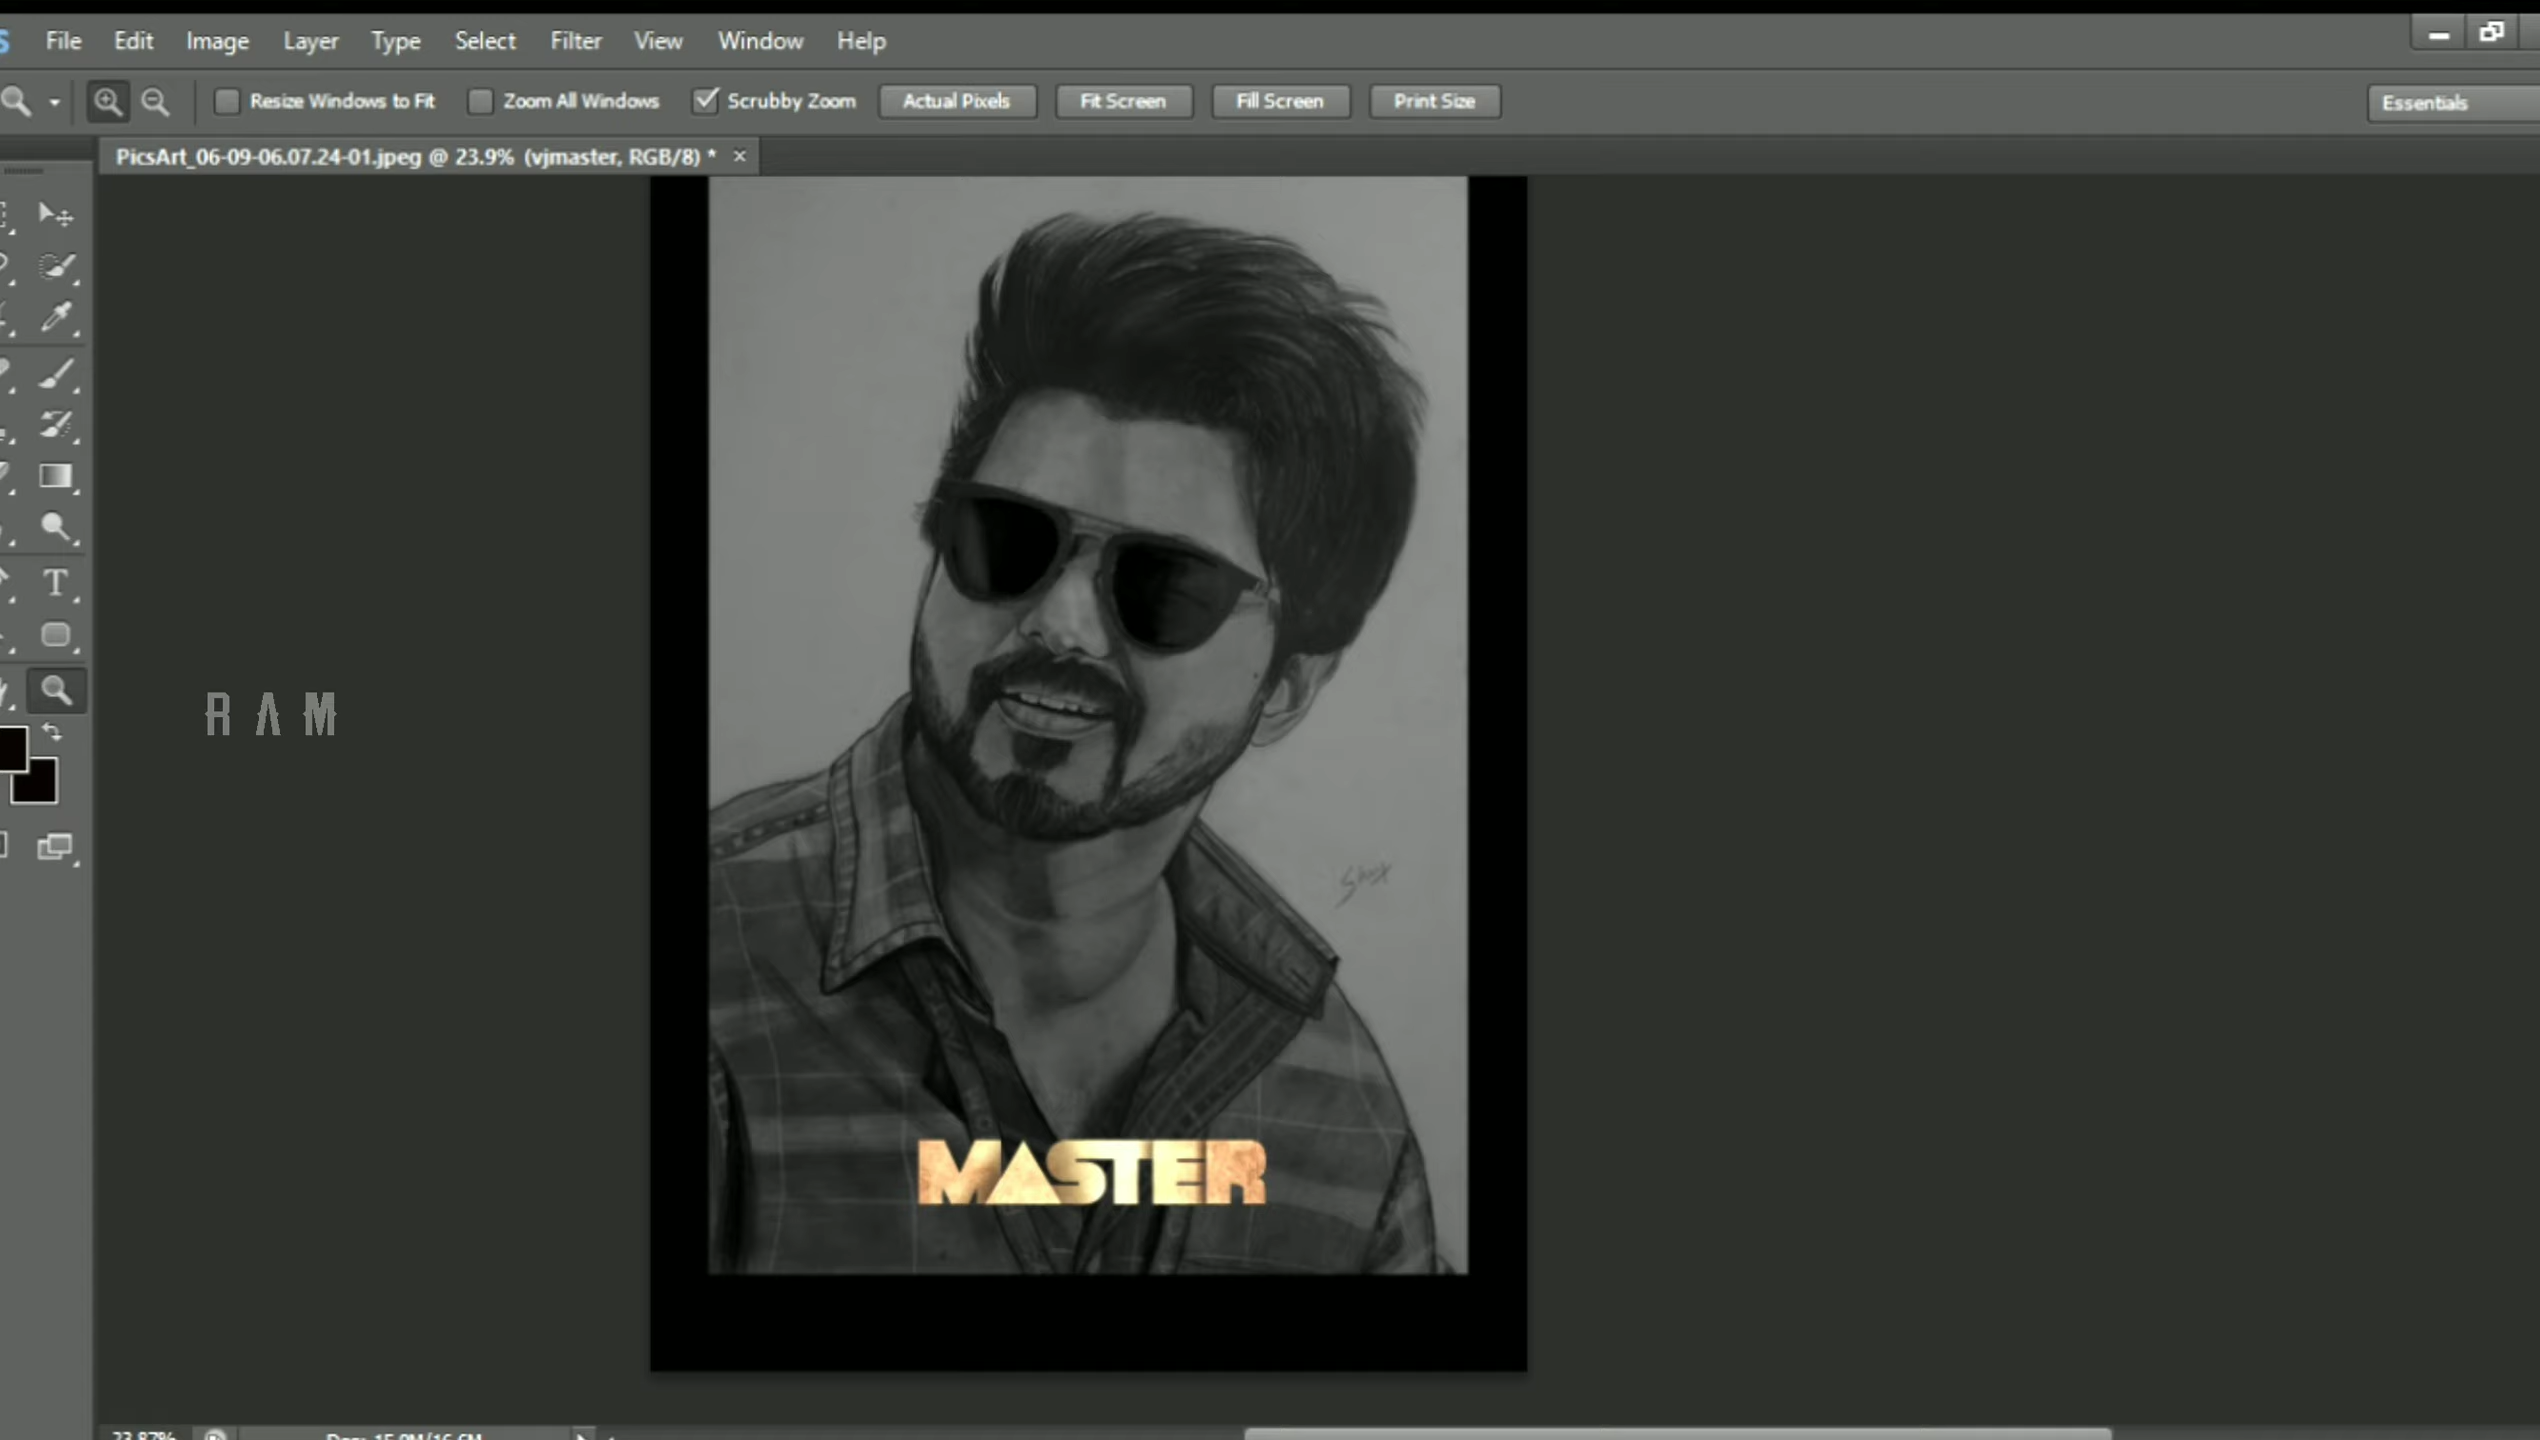 File Edit Image Layer Type Select Filter View Window Help
Resize Windows to Fit Zoom All Windows Scrubby Zoom Actual Pixels Fit Screen Fill Screen Print Size Essentials
PicsArt_06-09-06.07.24-01.jpeg @ 23.9% (vjmaster, RGB/8) * ×
T
RAM
MASTER